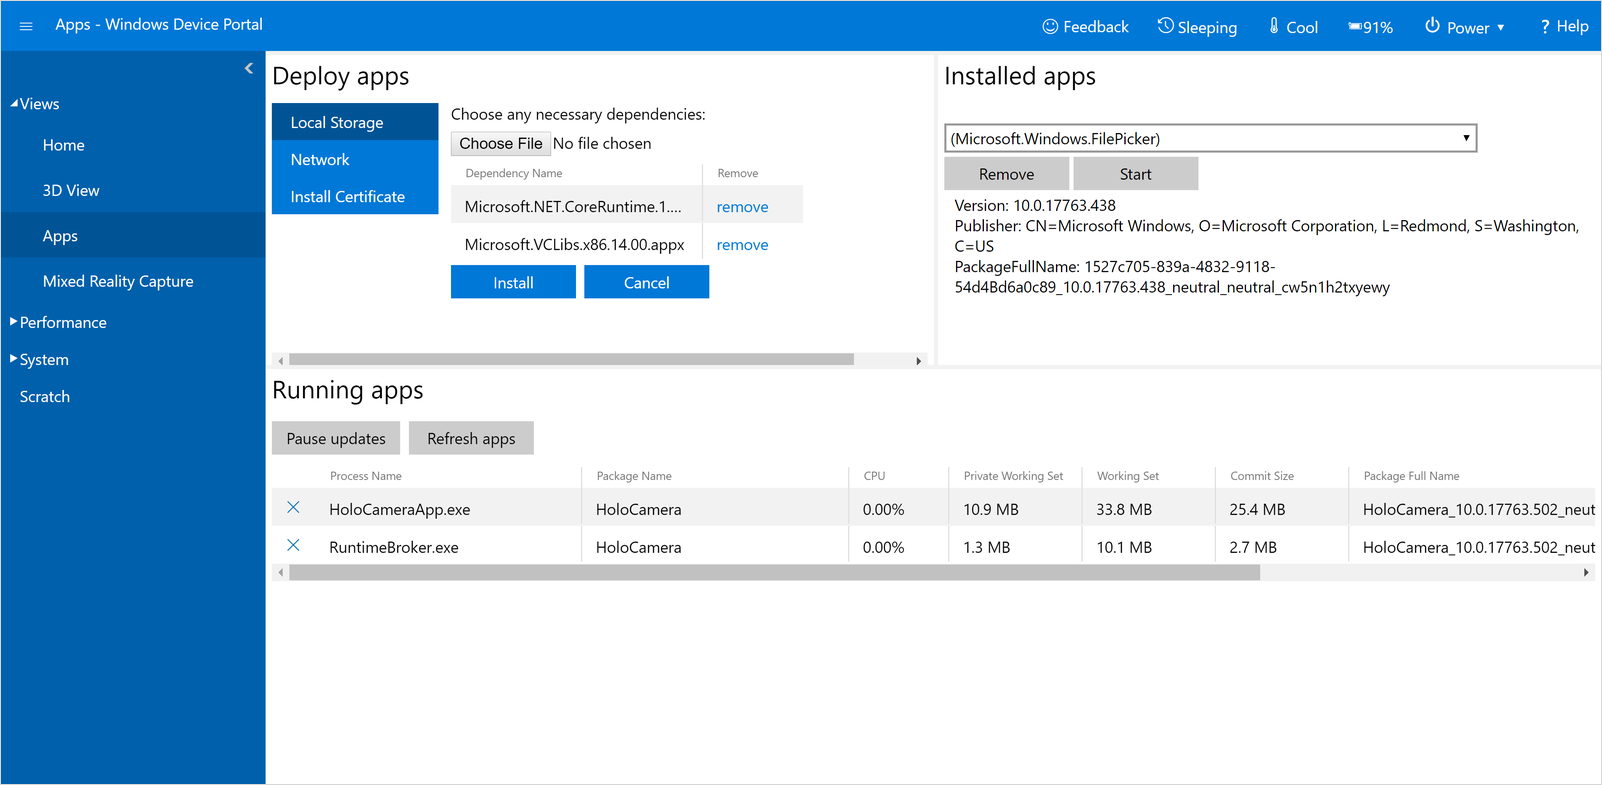 Apps - Windows Device Portal
Feedback
Sleeping
Cool
91%
Power
? Help
Views
Home
3D View
Apps
Mixed Reality Capture
Performance
System
Scratch
Deploy apps
Local Storage
Network
Install Certificate
Choose any necessary dependencies:
Choose File No file chosen
Dependency Name Remove
Microsoft.NET.CoreRuntime.1.... remove
Microsoft.VCLibs.x86.14.00.appx remove
Install Cancel
Installed apps
(Microsoft.Windows.FilePicker)
Remove Start
Version: 10.0.17763.438
Publisher: CN=Microsoft Windows, O=Microsoft Corporation, L=Redmond, S=Washington,
C=US
PackageFullName: 1527c705-839a-4832-9118-
54d4Bd6a0c89_10.0.17763.438_neutral_neutral_cw5n1h2txyewy
Running apps
Pause updates Refresh apps
Process Name Package Name CPU Private Working Set Working Set Commit Size Package Full Name
HoloCameraApp.exe HoloCamera 0.00% 10.9 MB 33.8 MB 25.4 MB HoloCamera_10.0.17763.502_neut
RuntimeBroker.exe HoloCamera 0.00% 1.3 MB 10.1 MB 2.7 MB HoloCamera_10.0.17763.502_neut